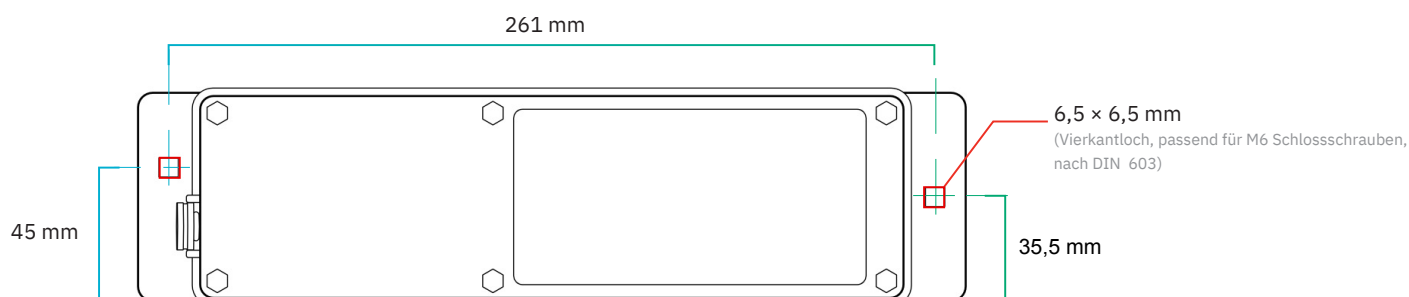 261 mm
6,5 × 6,5 mm
(Vierkantloch, passend für M6 Schlossschrauben,
nach DIN  603)
45 mm
35,5 mm